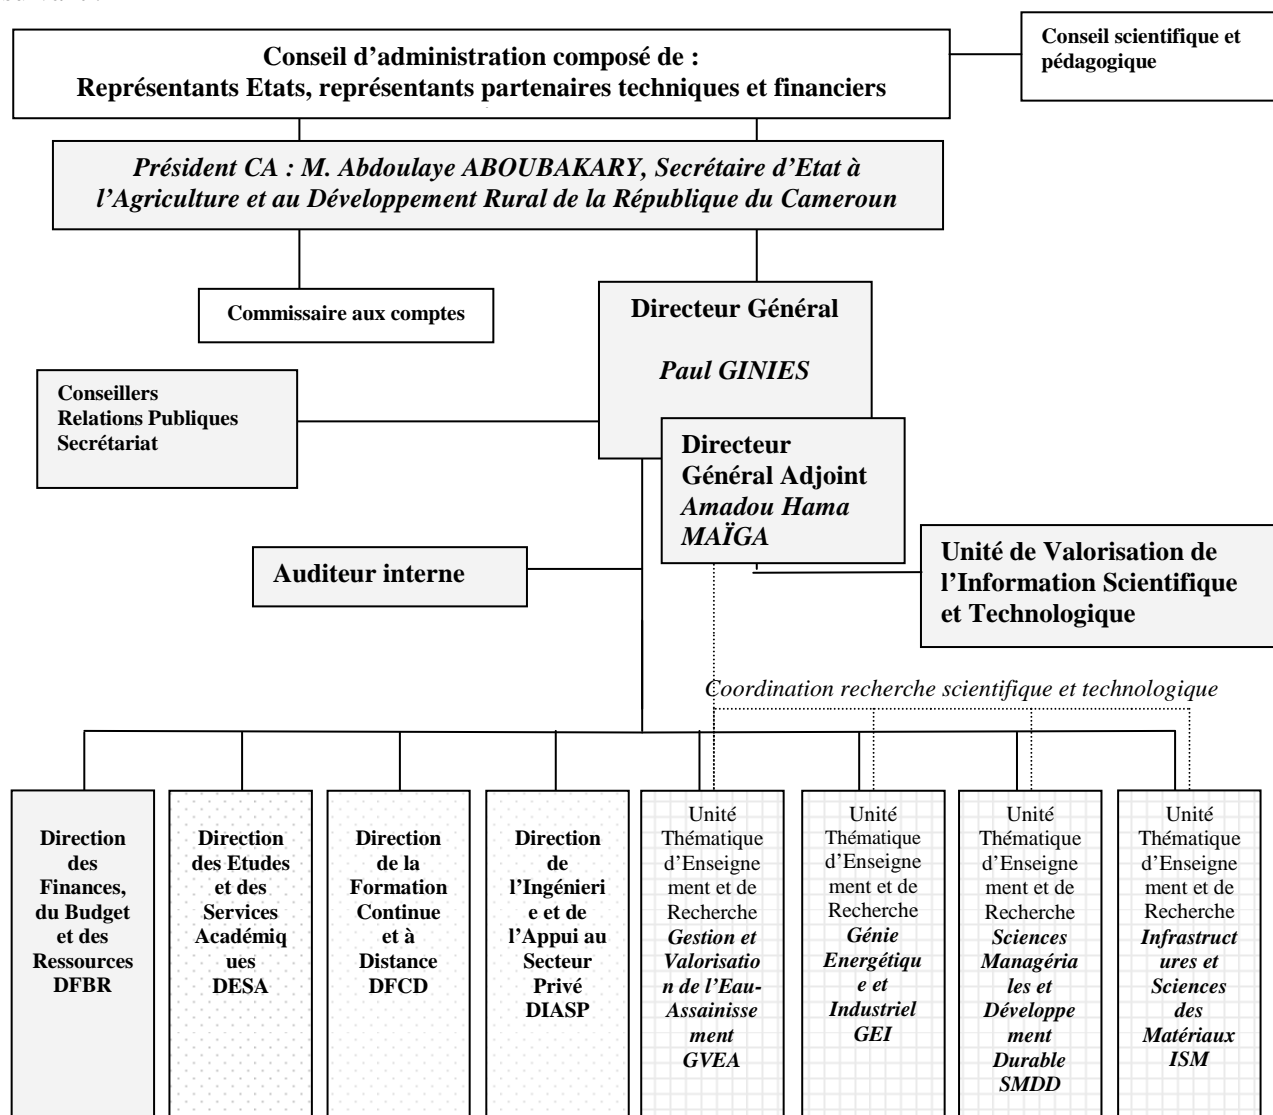 Conseil d’administration composé de :
Représentants Etats, représentants partenaires techniques et financiers
Conseil scientifique et
pédagogique
Président CA : M. Abdoulaye ABOUBAKARY, Secrétaire d’Etat à
l’Agriculture et au Développement Rural de la République du Cameroun
Commissaire aux comptes
Directeur Général
Paul GINIES
Conseillers
Relations Publiques
Secrétariat
Directeur
Général Adjoint
Amadou Hama
MAÏGA
Auditeur interne
Unité de Valorisation de
l’Information Scientifique
et Technologique
Coordination recherche scientifique et technologique
Direction
des
Finances,
du Budget
et des
Ressources
DFBR
Direction
des Etudes
et des
Services
Académiq
ues
DESA
Direction
de la
Formation
Continue
et à
Distance
DFCD
Direction
de
l’Ingénieri
e et de
l’Appui au
Secteur
Privé
DIASP
Unité
Thématique
d’Enseigne
ment et de
Recherche
Gestion et
Valorisatio
n de l’Eau-
Assainisse
ment
GVEA
Unité
Thématique
d’Enseigne
ment et de
Recherche
Génie
Energétiqu
e et
Industriel
GEI
Unité
Thématique
d’Enseigne
ment et de
Recherche
Sciences
Managéria
les et
Développe
ment
Durable
SMDD
Unité
Thématique
d’Enseigne
ment et de
Recherche
Infrastruct
ures et
Sciences
des
Matériaux
ISM